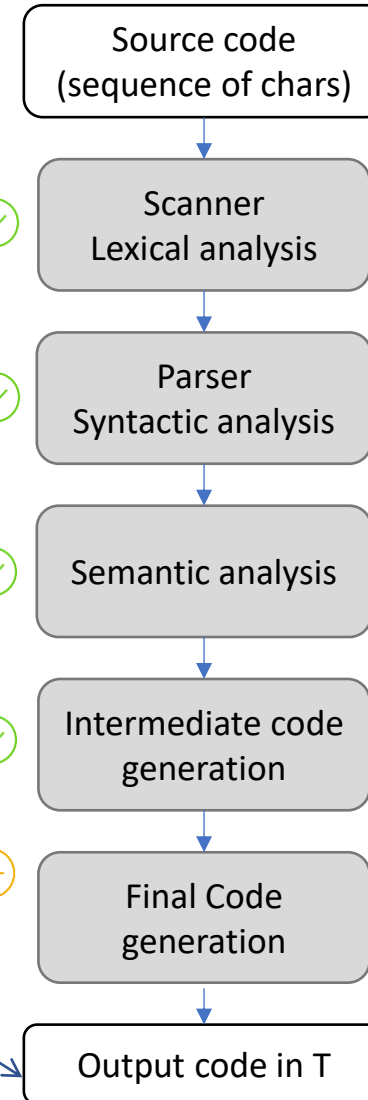 Source code
(sequence of chars)
Scanner
Lexical analysis
Parser
Syntactic analysis
Semantic analysis
Intermediate code
generation
Final Code
generation
Output code in T